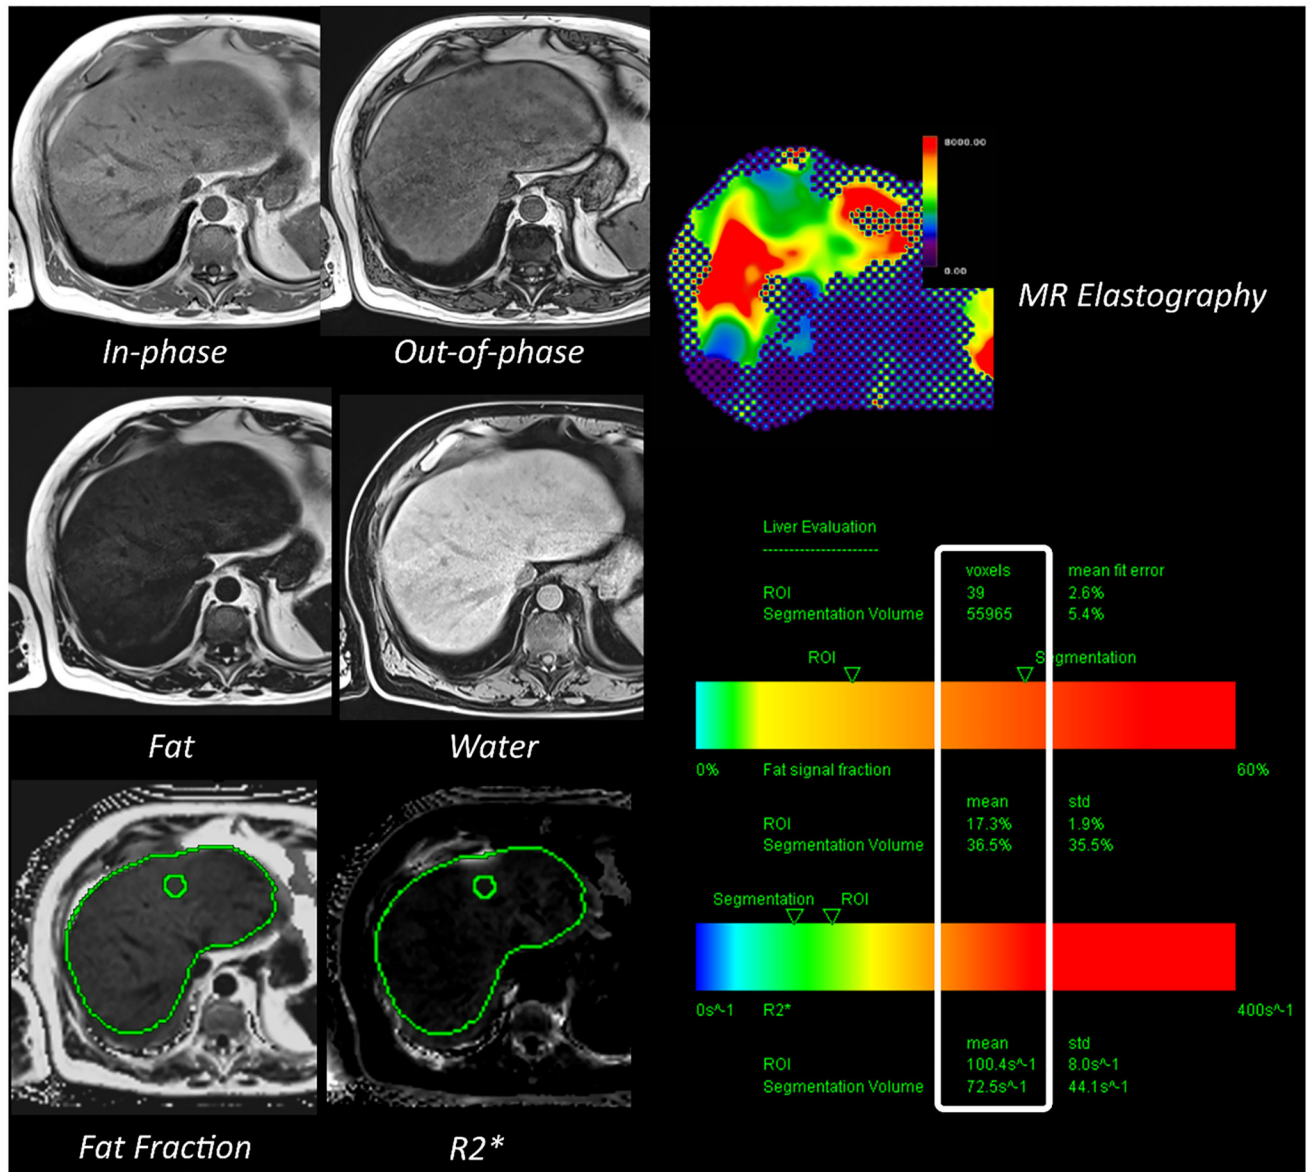 In-phase
Out-of-phase
8000.00
0.00
MR Elastography
Fat
Water
Fat Fraction
R2*
Liver Evaluation
----------------------
voxels mean fit error
ROI 39 2.6%
Segmentation Volume 55965 5.4%
ROI Segmentation
0% Fat signal fraction 60%
mean std
ROI 17.3% 1.9%
Segmentation Volume 36.5% 35.5%
Segmentation ROI
0s^-1 R2* 400s^-1
mean std
ROI 100.4s^-1 8.0s^-1
Segmentation Volume 72.5s^-1 44.1s^-1